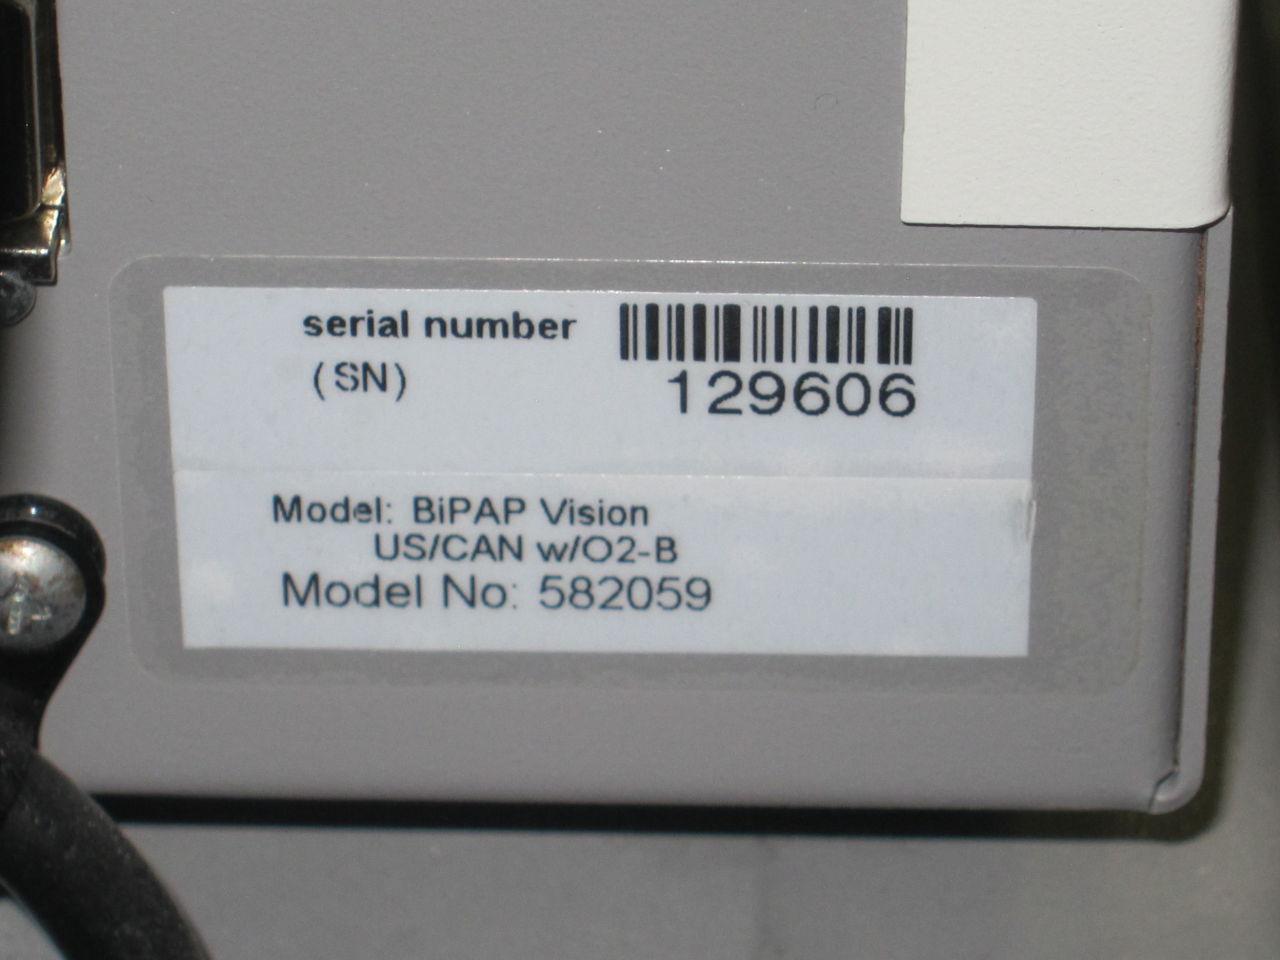 serial number
(SN)
129606
Model: BiPAP Vision
US/CAN w/O2-B
Model No: 582059